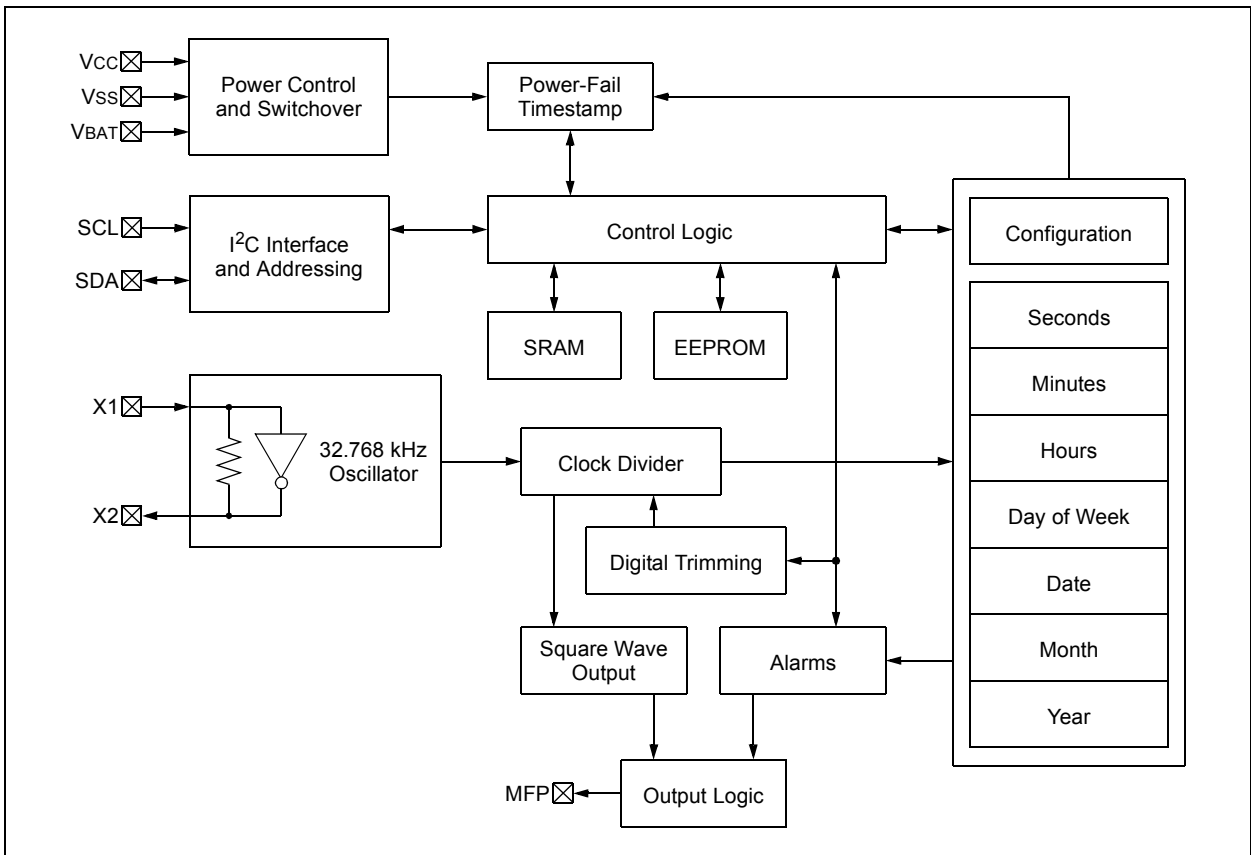 VCC
VSS
VBAT
Power Control
and Switchover
Power-Fail
Timestamp
SCL
SDA
I²C Interface
and Addressing
Control Logic
Configuration
SRAM
EEPROM
Seconds
Minutes
Hours
Day of Week
Date
Month
Year
X1
X2
32.768 kHz
Oscillator
Clock Divider
Digital Trimming
Square Wave
Output
Alarms
MFP
Output Logic